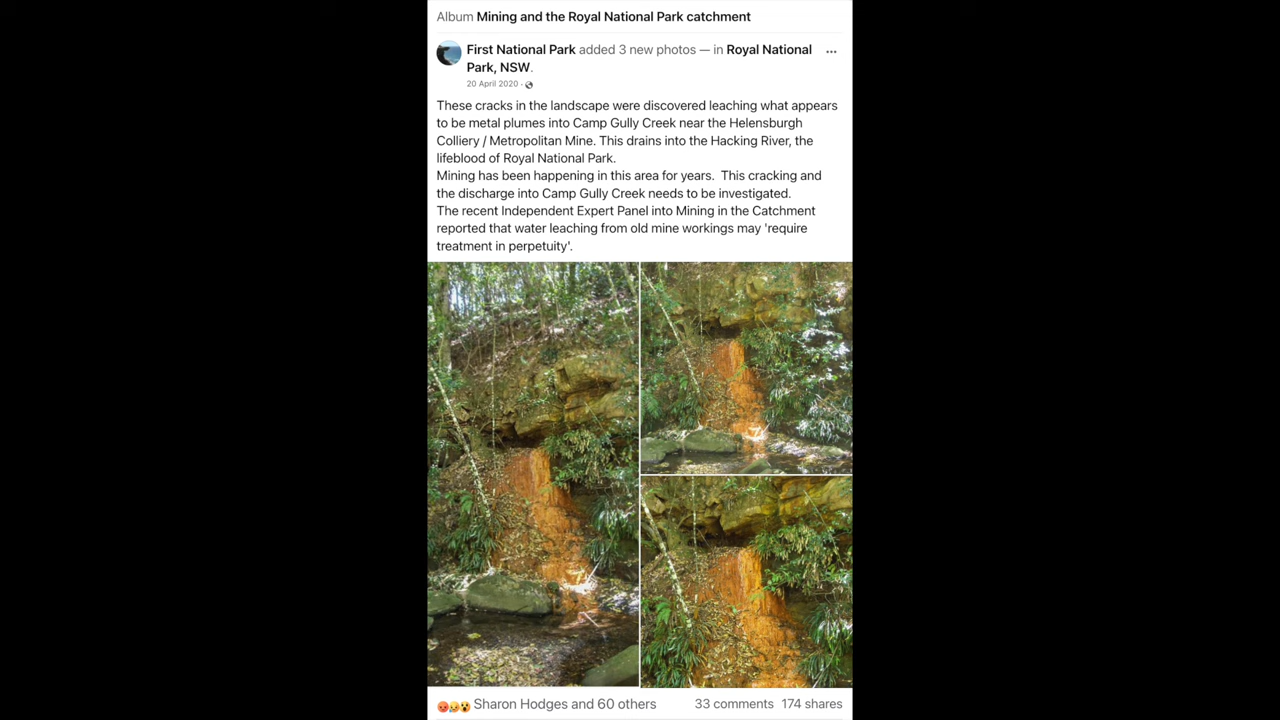 Album Mining and the Royal National Park catchment
First National Park added 3 new photos — in Royal National
Park, NSW.
20 April 2020 ·
These cracks in the landscape were discovered leaching what appears
to be metal plumes into Camp Gully Creek near the Helensburgh
Colliery / Metropolitan Mine. This drains into the Hacking River, the
lifeblood of Royal National Park.
Mining has been happening in this area for years.  This cracking and
the discharge into Camp Gully Creek needs to be investigated.
The recent Independent Expert Panel into Mining in the Catchment
reported that water leaching from old mine workings may 'require
treatment in perpetuity'.
Sharon Hodges and 60 others 33 comments 174 shares